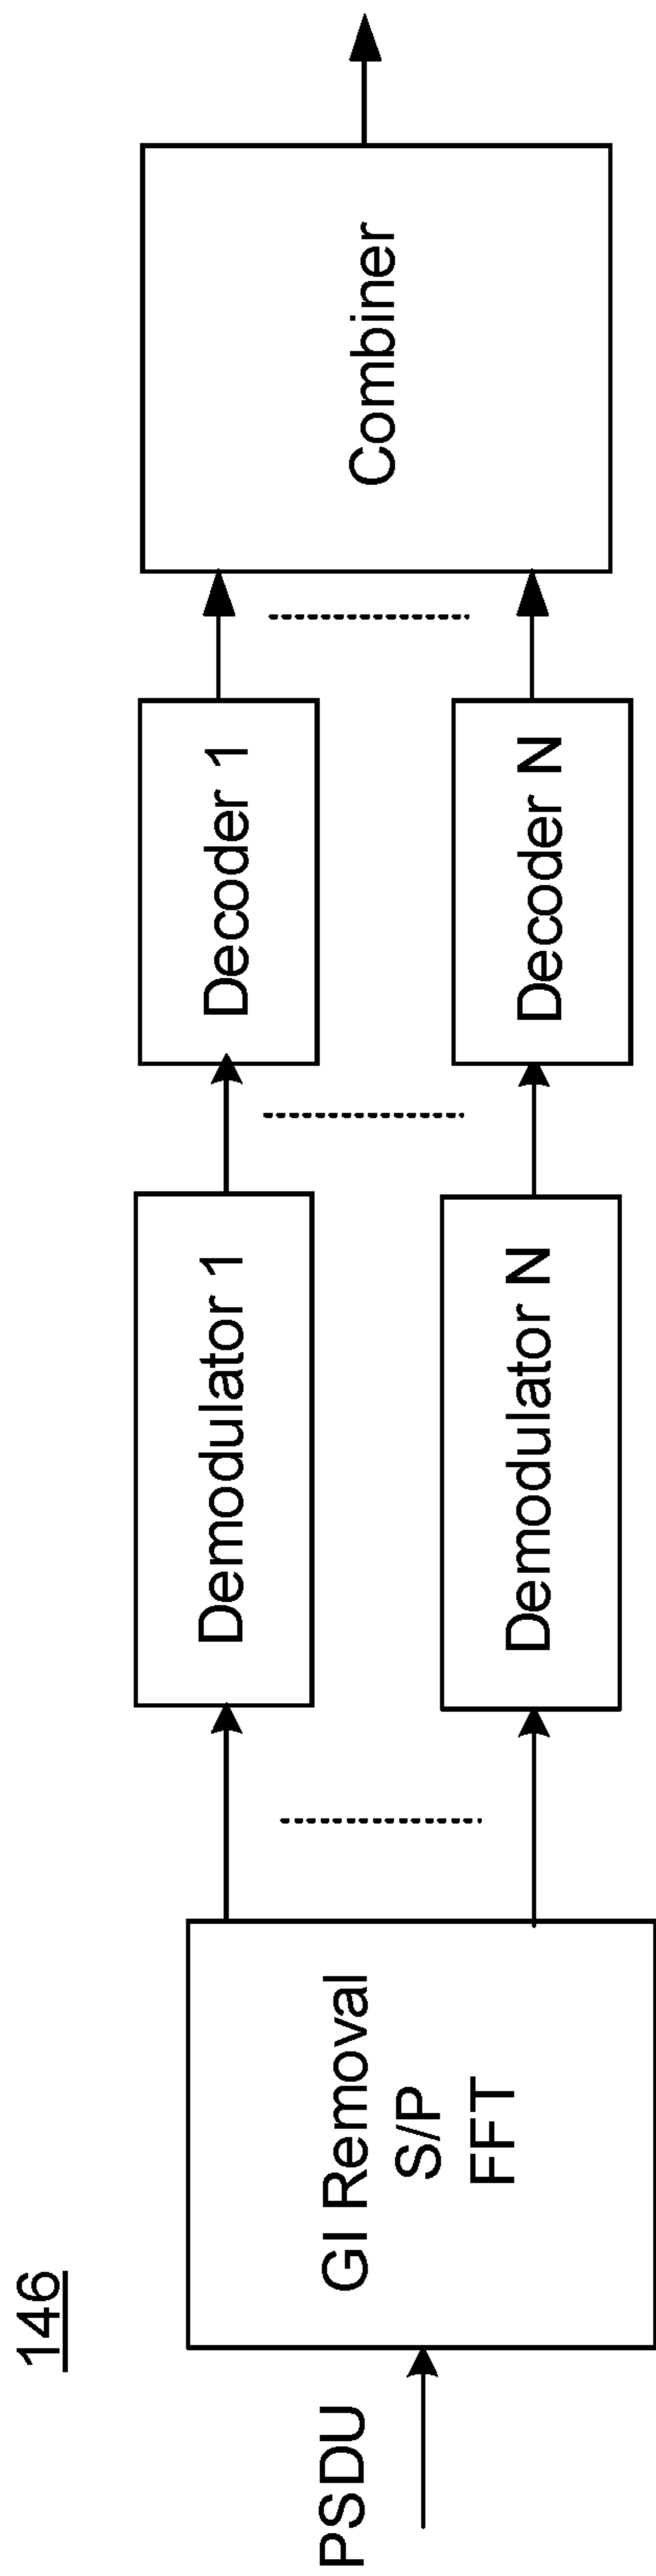 146
PSDU
GI Removal
S/P
FFT
Demodulator 1
Demodulator N
Decoder 1
Decoder N
Combiner